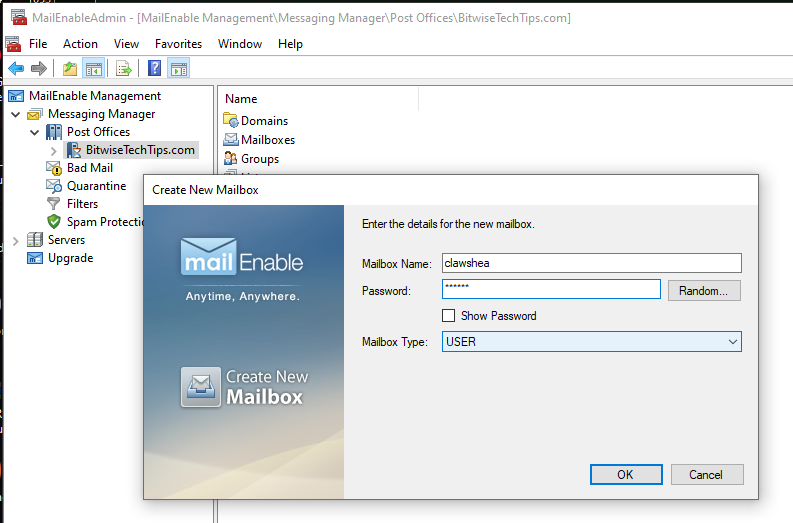 MailEnableAdmin - [MailEnable Management\Messaging Manager\Post Offices\BitwiseTechTips.com]
File Action View Favorites Window Help
MailEnable Management
Messaging Manager
Post Offices
BitwiseTechTips.com
Bad Mail
Quarantine
Filters
Spam Protectic
Servers
Upgrade
Name
Domains
Mailboxes
Groups
Create New Mailbox
mail Enable
Anytime, Anywhere.
Create New
Mailbox
Enter the details for the new mailbox.
Mailbox Name: clawshea
Password: ****** Random...
Show Password
Mailbox Type: USER
OK Cancel